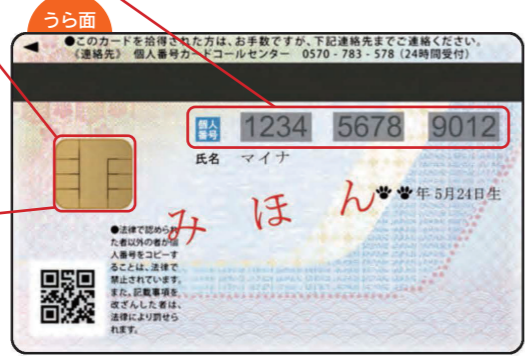 うら面
●このカードを拾得された方は、お手数ですが、下記連絡先までご連絡ください。
《連絡先》 個人番号カードコールセンター 0570-783-578（24時間受付）
個人番号 1234 5678 9012
氏名 マイナ
年5月24日生
みほん
●法律で認められ
た者以外の者が個
人番号をコピーす
ることは、法律で
禁止されています。
また、記載事項を
改ざんした者は、
法律により罰せら
れます。